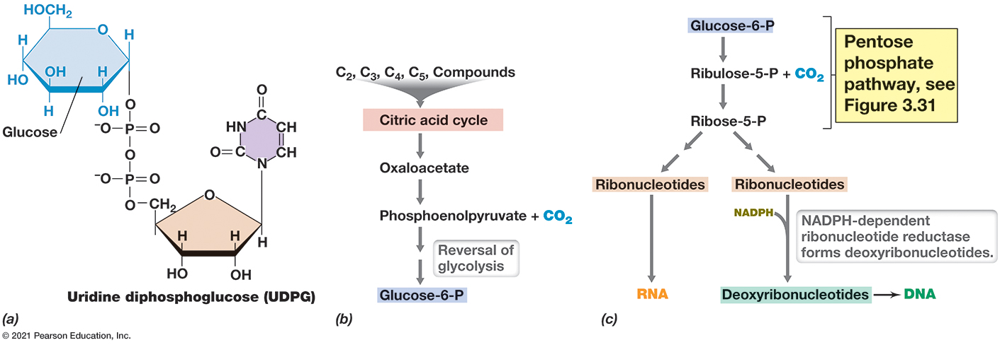 HOCH₂
O
H
H
H
OH
H
HO
H
OH
Glucose
O
⁻O–P=O
O
⁻O–P=O
O–CH₂
O
C
HN
CH
O=C
CH
N
O
H
H
H
HO
OH
Uridine diphosphoglucose (UDPG)
(a)
© 2021 Pearson Education, Inc.
C₂, C₃, C₄, C₅, Compounds
Citric acid cycle
Oxaloacetate
Phosphoenolpyruvate + CO₂
Reversal of
glycolysis
Glucose-6-P
(b)
Glucose-6-P
Ribulose-5-P + CO₂
Ribose-5-P
Pentose
phosphate
pathway, see
Figure 3.31
Ribonucleotides
Ribonucleotides
NADPH
NADPH-dependent
ribonucleotide reductase
forms deoxyribonucleotides.
RNA
Deoxyribonucleotides
DNA
(c)